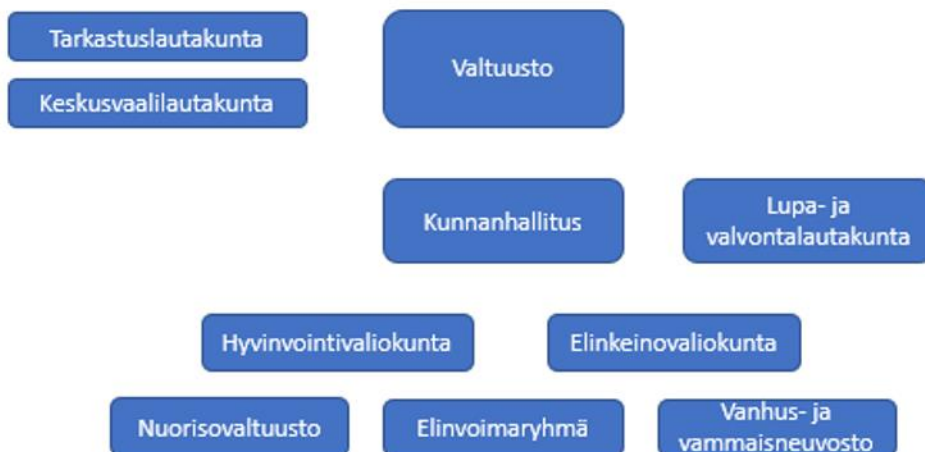 Tarkastuslautakunta
Valtuusto
Keskusvaalilautakunta
Kunnanhallitus
Lupa- ja
valvontalautakunta
Hyvinvointivaliokunta
Elinkeinovaliokunta
Nuorisovaltuusto
Elinvoimaryhmä
Vanhus- ja
vammaisneuvosto